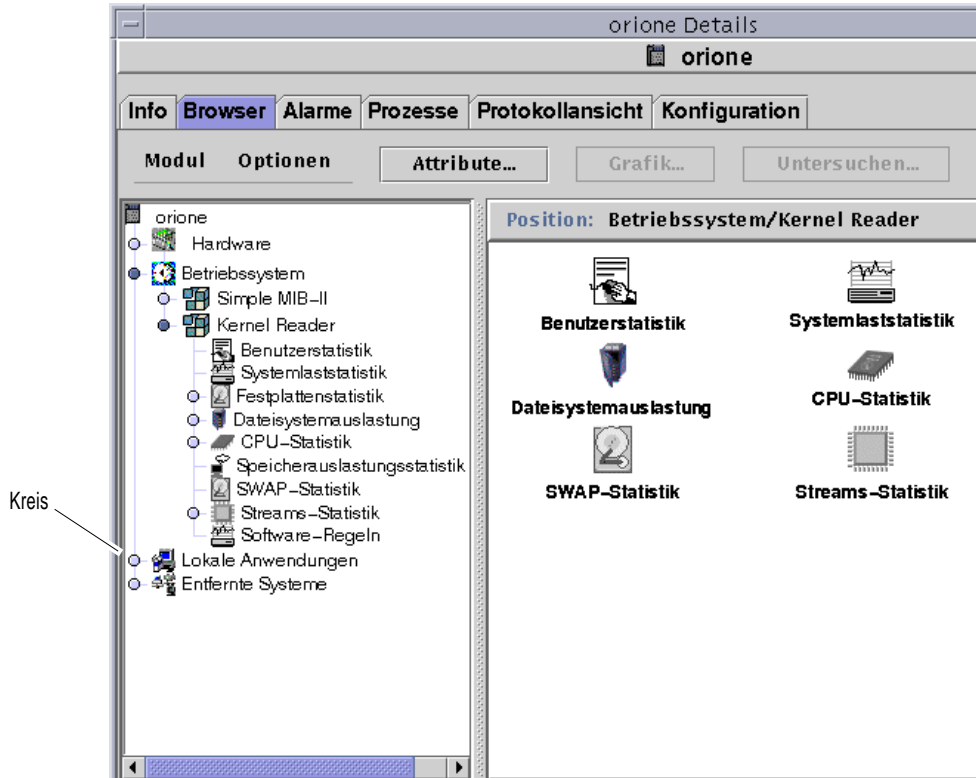 orione Details
orione
Info Browser Alarme Prozesse Protokollansicht Konfiguration
Modul Optionen Attribute... Grafik... Untersuchen...
orione
Hardware
Betriebssystem
Simple MIB-II
Kernel Reader
Benutzerstatistik
Systemlaststatistik
Festplattenstatistik
Dateisystemauslastung
CPU-Statistik
Speicherauslastungsstatistik
SWAP-Statistik
Streams-Statistik
Software-Regeln
Lokale Anwendungen
Entfernte Systeme
Kreis
Position: Betriebssystem/Kernel Reader
Benutzerstatistik Systemlaststatistik
Dateisystemauslastung CPU-Statistik
SWAP-Statistik Streams-Statistik